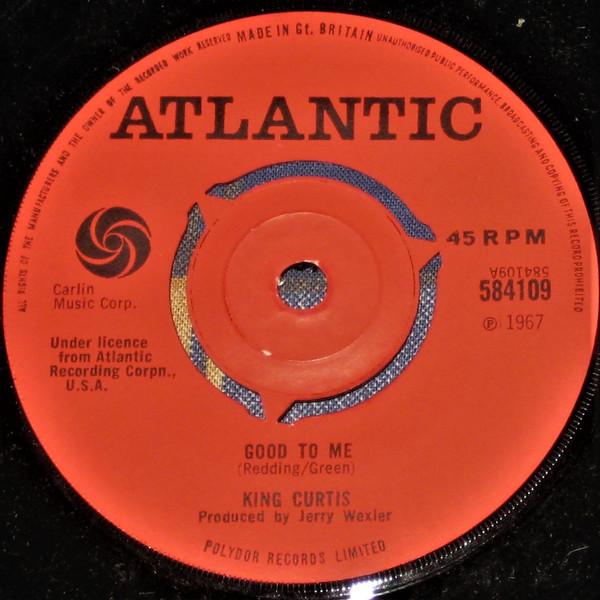 ALL RIGHTS OF THE MANUFACTURERS AND THE OWNER OF THE RECORDED WORK RESERVED MADE IN Gt. BRITAIN UNAUTHORISED PUBLIC PERFORMANCE, BROADCASTING AND COPYING OF THIS RECORD PROHIBITED
ATLANTIC
45 RPM
584109A
584109
℗ 1967
Carlin
Music Corp.
Under licence
from Atlantic
Recording Corpn.,
U.S.A.
GOOD TO ME
(Redding/Green)
KING CURTIS
Produced by Jerry Wexler
POLYDOR RECORDS LIMITED